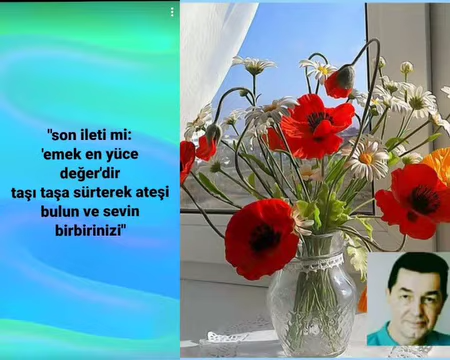 "son ileti mi:
'emek en yüce
değer'dir
taşı taşa sürterek ateşi
bulun ve sevin
birbirinizi"